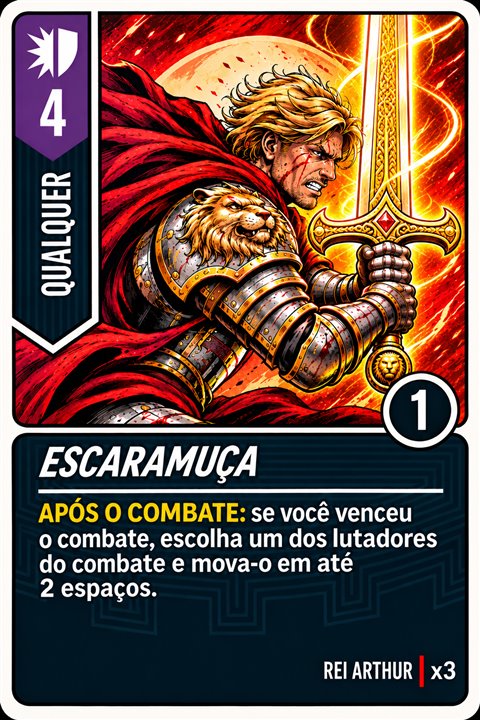 4
QUALQUER
1
ESCARAMUÇA
APÓS O COMBATE: se você venceu
o combate, escolha um dos lutadores
do combate e mova-o em até
2 espaços.
REI ARTHUR | x3